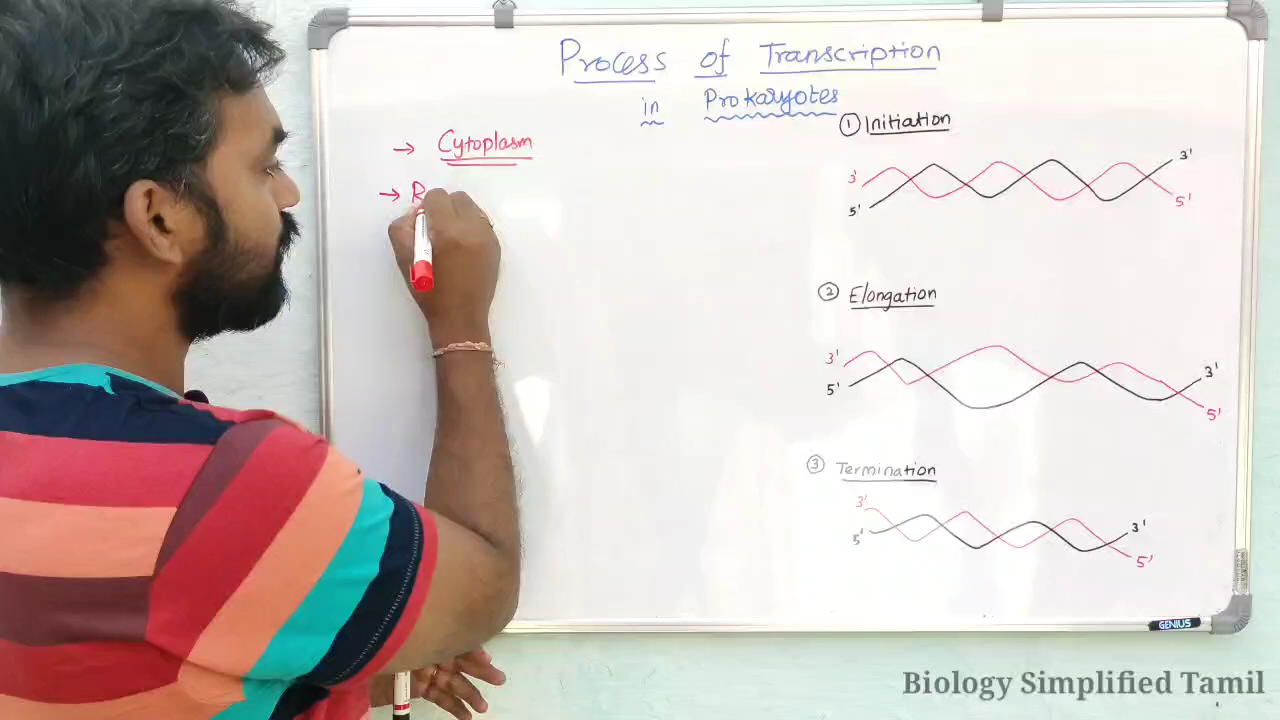 Process of Transcription
in Prokaryotes
→ Cytoplasm
→ R
① Initiation
3' 3'
5' 5'
② Elongation
3' 3'
5' 5'
③ Termination
3' 3'
5' 5'
GENIUS
Biology Simplified Tamil